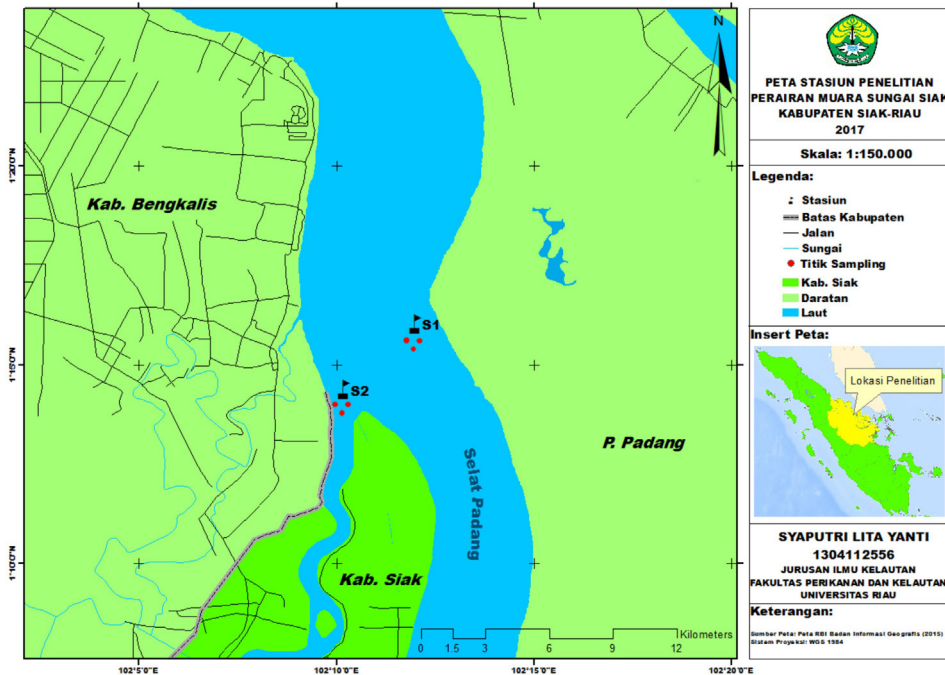 N
Kab. Bengkalis
S1
S2
P. Padang
Selat Padang
Kab. Siak
Kilometers
0 1.5 3 6 9 12
1°20'0"N
1°15'0"N
1°10'0"N
102°5'0"E
102°10'0"E
102°15'0"E
102°20'0"E
PETA STASIUN PENELITIAN
PERAIRAN MUARA SUNGAI SIAK
KABUPATEN SIAK-RIAU
2017
Skala: 1:150.000
Legenda:
Stasiun
Batas Kabupaten
Jalan
Sungai
Titik Sampling
Kab. Siak
Daratan
Laut
Insert Peta:
Lokasi Penelitian
SYAPUTRI LITA YANTI
1304112556
JURUSAN ILMU KELAUTAN
FAKULTAS PERIKANAN DAN KELAUTAN
UNIVERSITAS RIAU
Keterangan:
Sumber Peta: Peta RBI Badan Informasi Geografis (2015)
Sistem Proyeksi: WGS 1984